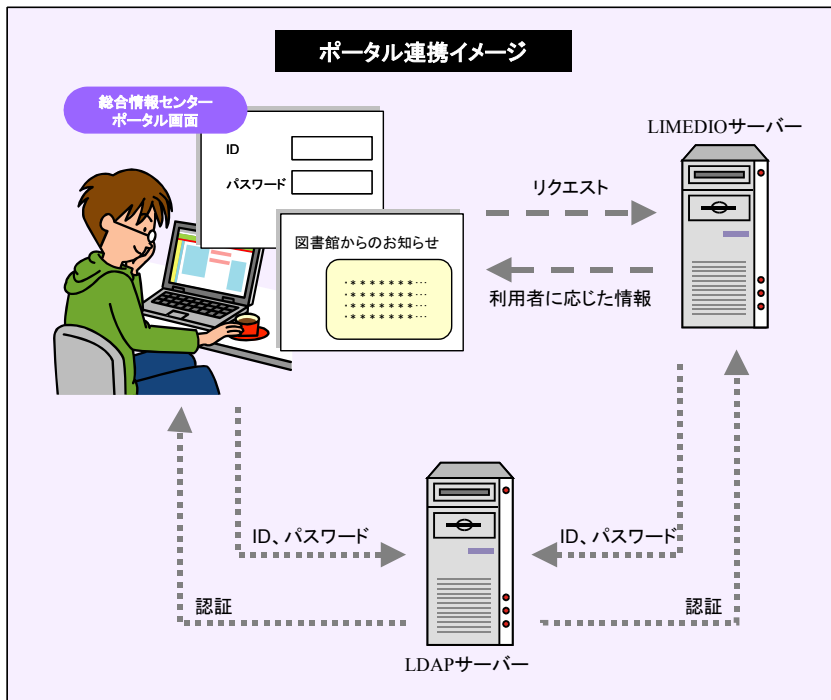 ポータル連携イメージ
総合情報センター
ポータル画面
ID
パスワード
図書館からのお知らせ
・＊＊＊＊＊＊＊…
・＊＊＊＊＊＊＊…
・＊＊＊＊＊＊＊…
・＊＊＊＊＊＊＊…
LIMEDIOサーバー
リクエスト
利用者に応じた情報
ID、パスワード
ID、パスワード
認証
認証
LDAPサーバー